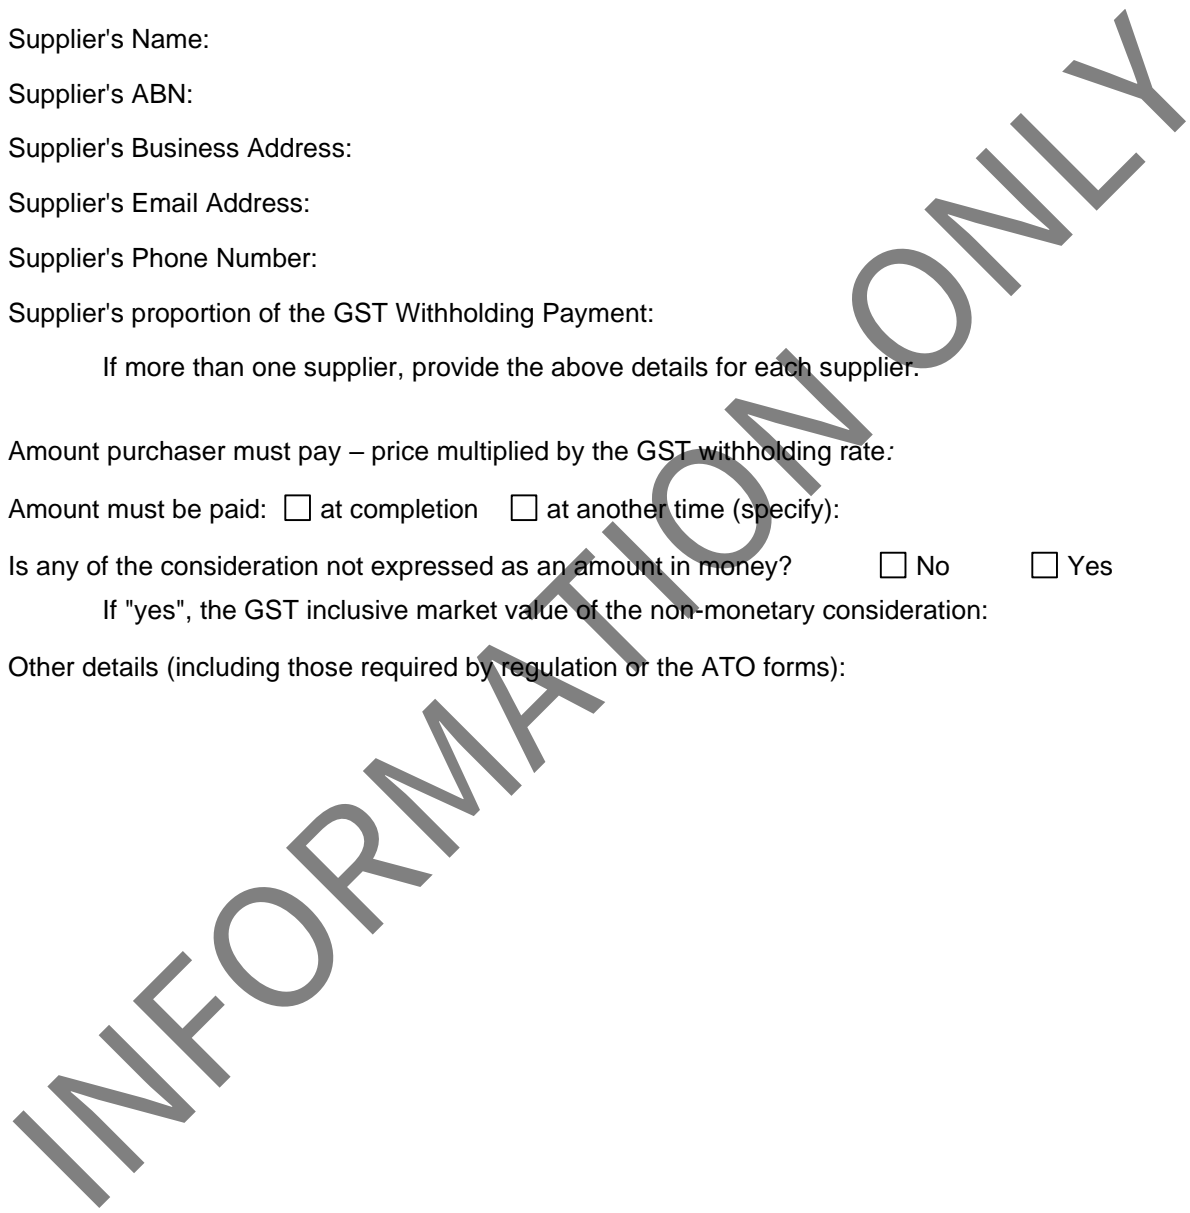 Supplier's Name:
Supplier's ABN:
Supplier's Business Address:
Supplier's Email Address:
Supplier's Phone Number:
Supplier's proportion of the GST Withholding Payment:
If more than one supplier, provide the above details for each supplier.
Amount purchaser must pay – price multiplied by the GST withholding rate:
Amount must be paid: ☐ at completion ☐ at another time (specify):
Is any of the consideration not expressed as an amount in money? ☐ No ☐ Yes
If "yes", the GST inclusive market value of the non-monetary consideration:
Other details (including those required by regulation or the ATO forms):
INFORMATION ONLY